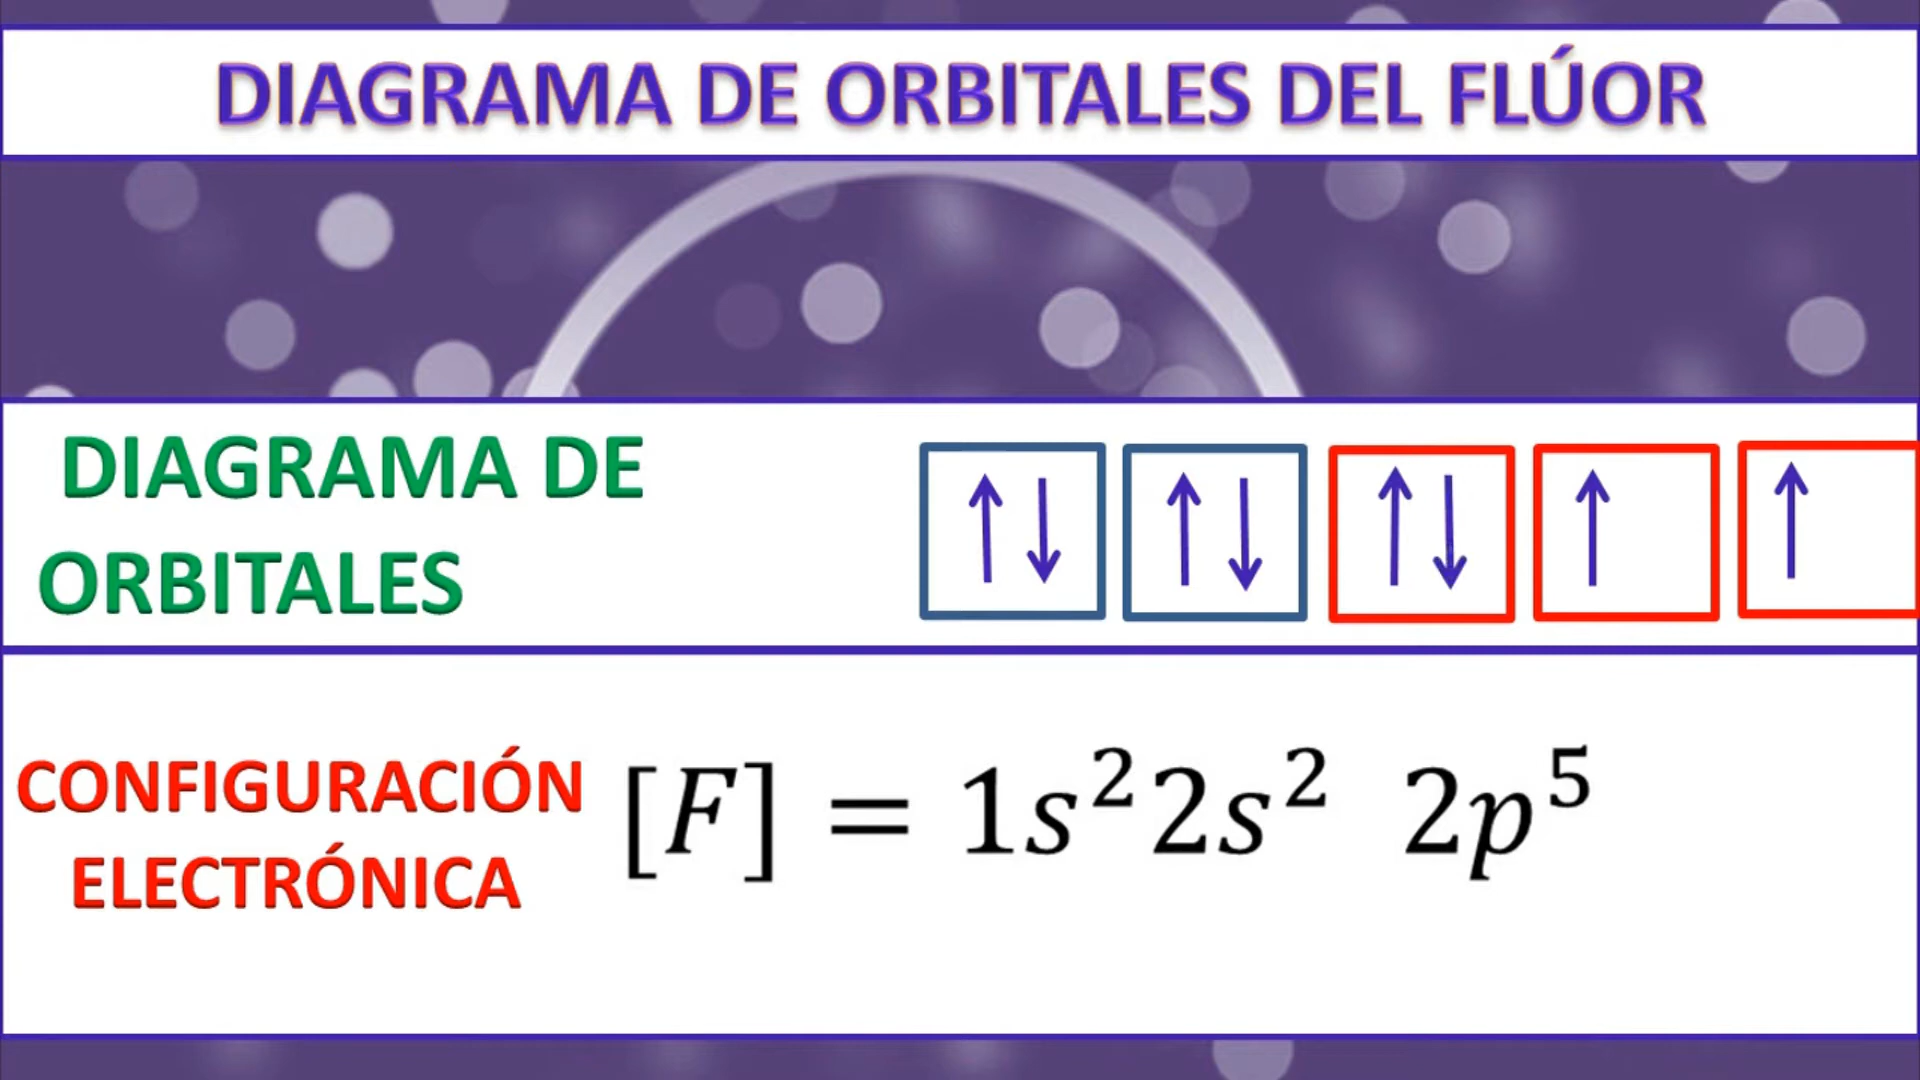 DIAGRAMA DE ORBITALES DEL FLÚOR
DIAGRAMA DE
ORBITALES
↑↓ ↑↓ ↑↓ ↑ ↑
CONFIGURACIÓN
ELECTRÓNICA
[F] = 1s²2s² 2p⁵